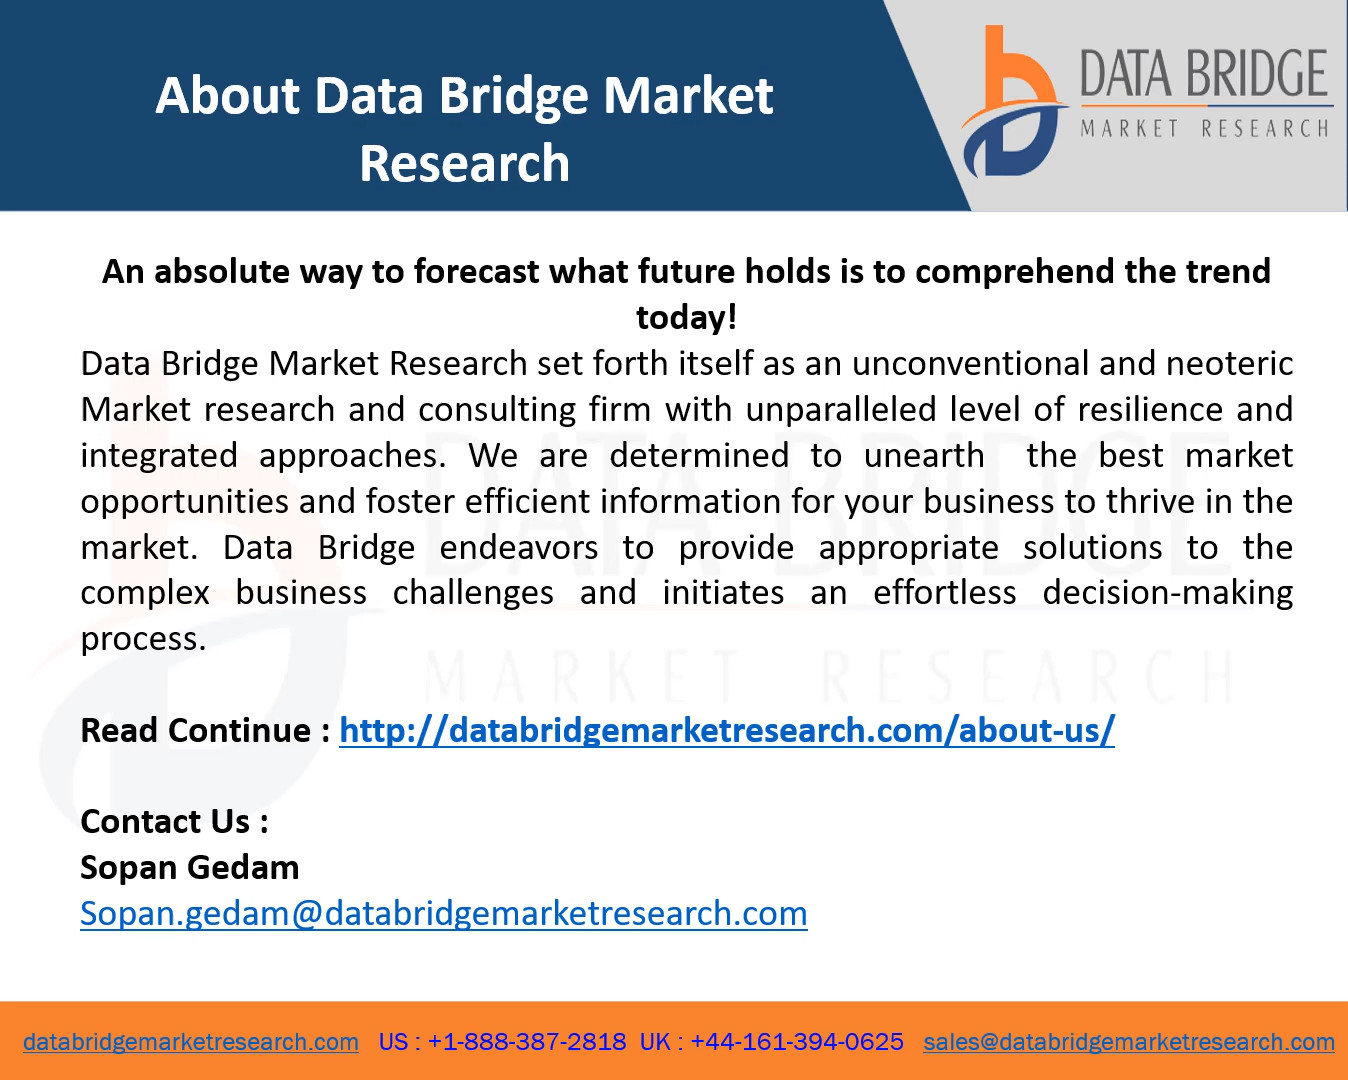 About Data Bridge Market
Research
DATA BRIDGE
MARKET RESEARCH
An absolute way to forecast what future holds is to comprehend the trend
today!
Data Bridge Market Research set forth itself as an unconventional and neoteric
Market research and consulting firm with unparalleled level of resilience and
integrated approaches. We are determined to unearth the best market
opportunities and foster efficient information for your business to thrive in the
market. Data Bridge endeavors to provide appropriate solutions to the
complex business challenges and initiates an effortless decision-making
process.
DATA BRIDGE
MARKET RESEARCH
Read Continue : http://databridgemarketresearch.com/about-us/
Contact Us :
Sopan Gedam
Sopan.gedam@databridgemarketresearch.com
databridgemarketresearch.com US : +1-888-387-2818 UK : +44-161-394-0625 sales@databridgemarketresearch.com